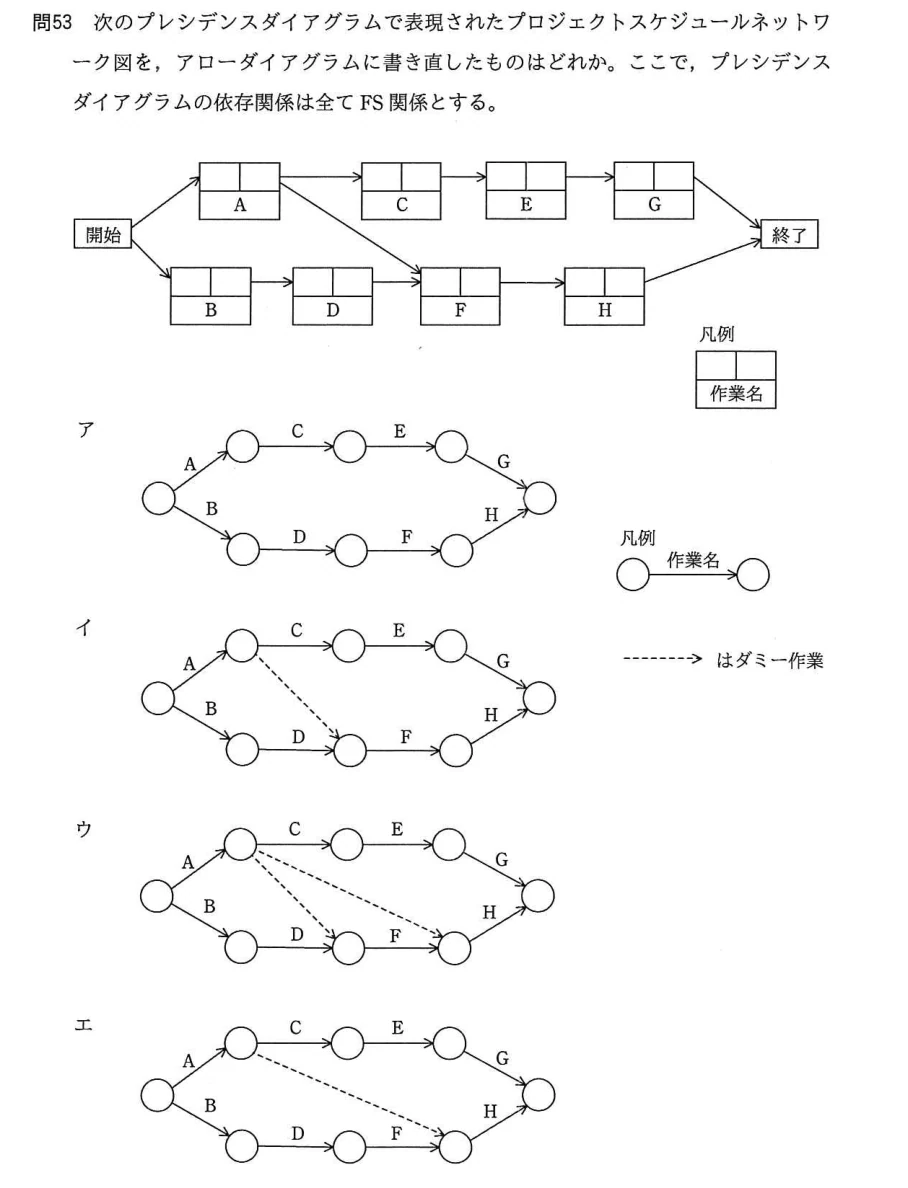 問53 次のプレシデンスダイアグラムで表現されたプロジェクトスケジュールネットワ
ーク図を，アローダイアグラムに書き直したものはどれか。ここで，プレシデンス
ダイアグラムの依存関係は全て FS 関係とする。
A
C
E
G
開始
終了
B
D
F
H
凡例
作業名
ア
C
E
A
G
B
H
D
F
凡例
作業名
イ
C
E
A
G
はダミー作業
B
H
D
F
ウ
C
E
A
G
B
H
D
F
エ
C
E
A
G
B
H
D
F